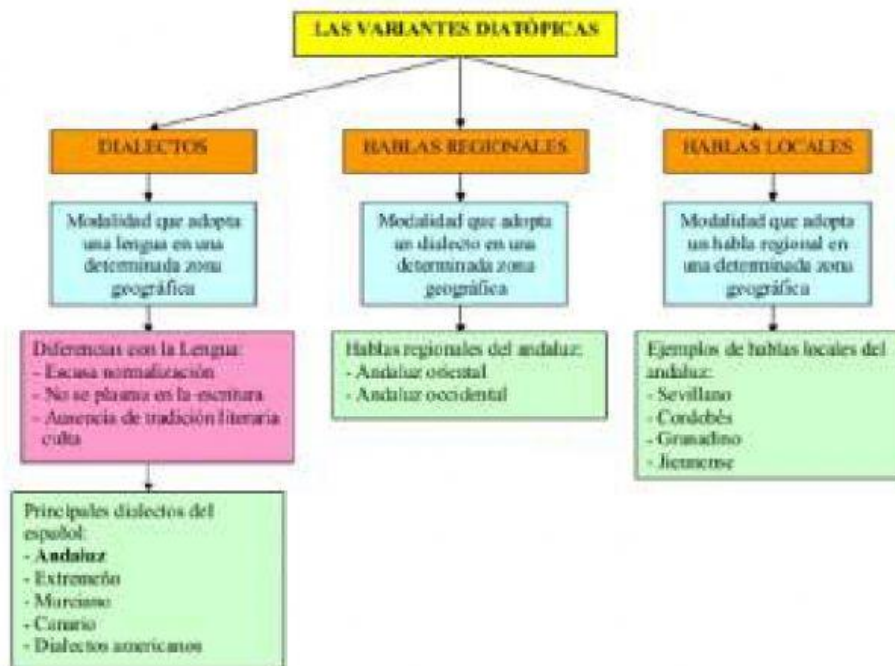 LAS VARIANTES DIATÓPICAS
DIALECTOS
Modalidad que adopta
una lengua en una
determinada zona
geográfica
Diferencias con la Lengua:
- Escasa normalización
- No se plasma en la escritura
- Ausencia de tradición literaria
culta
Principales dialectos del
español:
- Andaluz
- Extremeño
- Murciano
- Canario
- Dialectos americanos
HABLAS REGIONALES
Modalidad que adopta
un dialecto en una
determinada zona
geográfica
Hablas regionales del andaluz:
- Andaluz oriental
- Andaluz occidental
HABLAS LOCALES
Modalidad que adopta
un habla regional en
una determinada zona
geográfica
Ejemplos de hablas locales del
andaluz:
- Sevillano
- Cordobés
- Granadino
- Jiennense